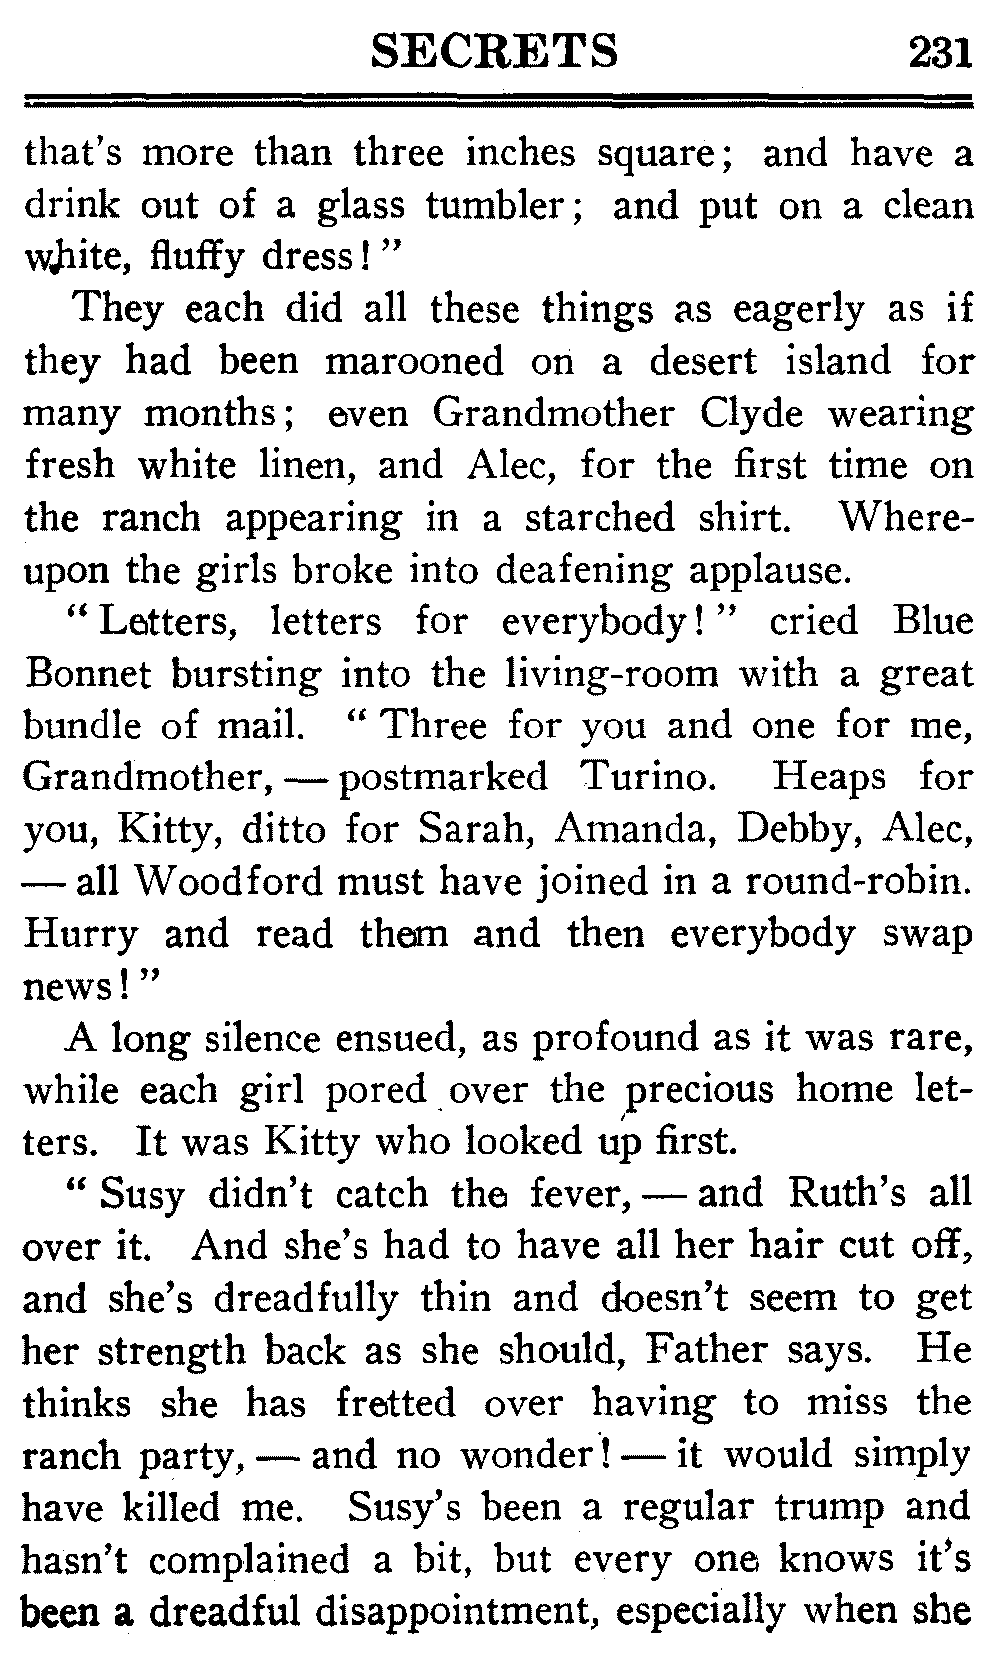 SECRETS 231
that's more than three inches square; and have a
drink out of a glass tumbler; and put on a clean
white, fluffy dress!"
They each did all these things as eagerly as if
they had been marooned on a desert island for
many months; even Grandmother Clyde wearing
fresh white linen, and Alec, for the first time on
the ranch appearing in a starched shirt. Where-
upon the girls broke into deafening applause.
"Letters, letters for everybody!" cried Blue
Bonnet bursting into the living-room with a great
bundle of mail. "Three for you and one for me,
Grandmother,—postmarked Turino. Heaps for
you, Kitty, ditto for Sarah, Amanda, Debby, Alec,
—all Woodford must have joined in a round-robin.
Hurry and read them and then everybody swap
news!"
A long silence ensued, as profound as it was rare,
while each girl pored over the precious home let-
ters. It was Kitty who looked up first.
"Susy didn't catch the fever,—and Ruth's all
over it. And she's had to have all her hair cut off,
and she's dreadfully thin and doesn't seem to get
her strength back as she should, Father says. He
thinks she has fretted over having to miss the
ranch party,—and no wonder!—it would simply
have killed me. Susy's been a regular trump and
hasn't complained a bit, but every one knows it's
been a dreadful disappointment, especially when she